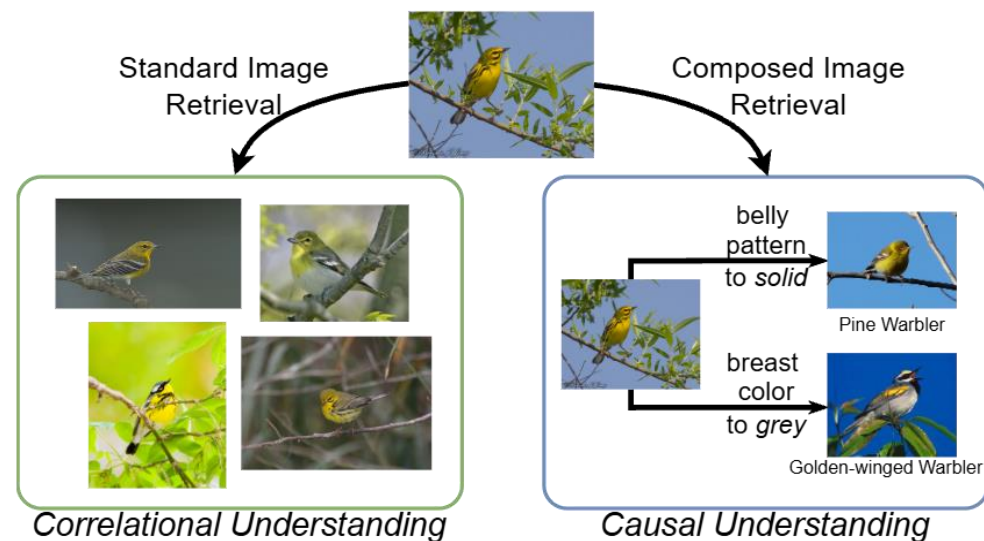 Standard Image
Retrieval
Composed Image
Retrieval
belly
pattern
to solid
Pine Warbler
breast
color
to grey
Golden-winged Warbler
Correlational Understanding
Causal Understanding